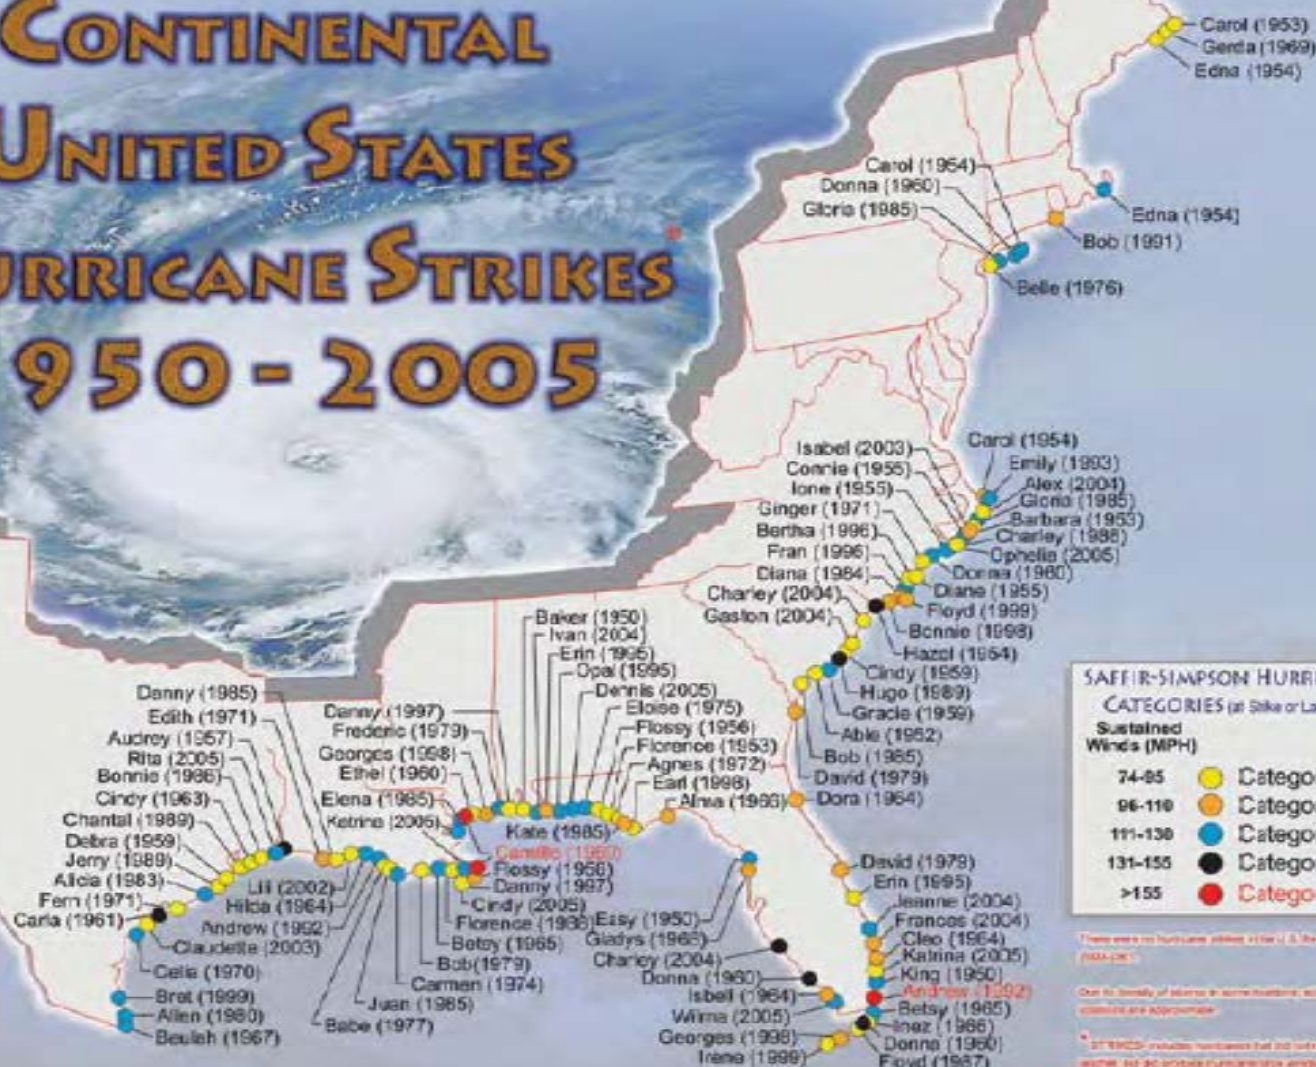 CONTINENTAL
UNITED STATES
URRICANE STRIKES*
950 - 2005
Carol (1953)
Gerda (1969)
Edna (1954)
Carol (1954)
Donna (1960)
Gloria (1985)
Edna (1954)
Bob (1991)
Belle (1976)
Isabel (2003)
Connie (1955)
Ione (1955)
Ginger (1971)
Bertha (1996)
Fran (1996)
Diana (1984)
Charley (2004)
Gaston (2004)
Carol (1954)
Emily (1993)
Alex (2004)
Gloria (1985)
Barbara (1953)
Charley (1986)
Ophelia (2005)
Donna (1960)
Diane (1955)
Floyd (1999)
Bonnie (1998)
Hazel (1954)
Cindy (1959)
Hugo (1989)
Gracie (1959)
Able (1952)
Bob (1985)
David (1979)
Dora (1964)
Baker (1950)
Ivan (2004)
Erin (1995)
Opal (1995)
Dennis (2005)
Eloise (1975)
Flossy (1956)
Florence (1953)
Agnes (1972)
Earl (1998)
Alma (1966)
Kate (1985)
Danny (1997)
Frederic (1979)
Georges (1998)
Ethel (1960)
Elena (1985)
Katrina (2005)
Camille (1969)
Flossy (1956)
Danny (1997)
Cindy (2005)
Florence (1988)
Betsy (1965)
Bob (1979)
Carmen (1974)
Juan (1985)
Babe (1977)
Andrew (1992)
Hilda (1964)
Lili (2002)
Danny (1985)
Edith (1971)
Audrey (1957)
Rita (2005)
Bonnie (1986)
Cindy (1963)
Chantal (1989)
Debra (1959)
Jerry (1989)
Alicia (1983)
Fern (1971)
Carla (1961)
Claudette (2003)
Celia (1970)
Bret (1999)
Allen (1980)
Beulah (1967)
Easy (1950)
Gladys (1968)
Charley (2004)
Donna (1960)
Isbell (1964)
Wilma (2005)
Georges (1998)
Irene (1999)
David (1979)
Erin (1995)
Jeanne (2004)
Frances (2004)
Cleo (1964)
Katrina (2005)
King (1950)
Andrew (1992)
Betsy (1965)
Inez (1966)
Donna (1960)
Floyd (1987)
SAFFIR-SIMPSON HURRI
CATEGORIES (at Strike or La
Sustained
Winds (MPH)
74-95 Catego
96-110 Catego
111-130 Catego
131-155 Catego
>155 Catego